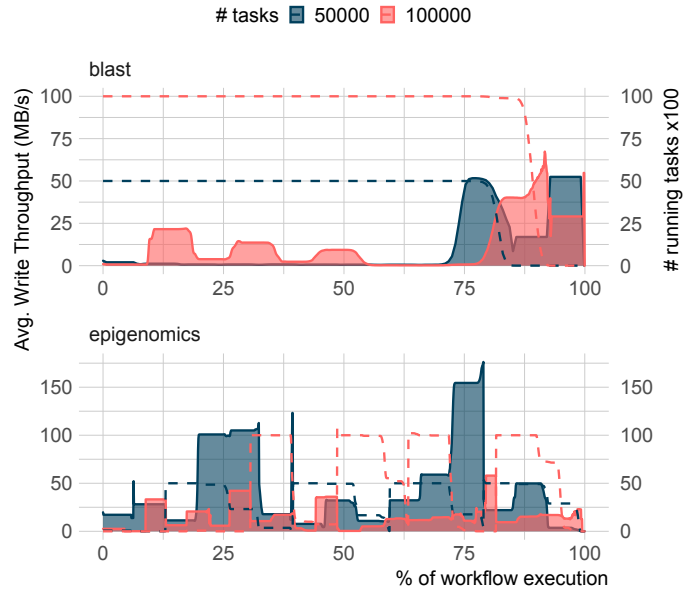 # tasks 50000 100000
blast
Avg. Write Throughput (MB/s)
# running tasks x100
100 100
75 75
50 50
25 25
0 0
0 25 50 75 100
epigenomics
150 150
100 100
50 50
0 0
0 25 50 75 100
% of workflow execution